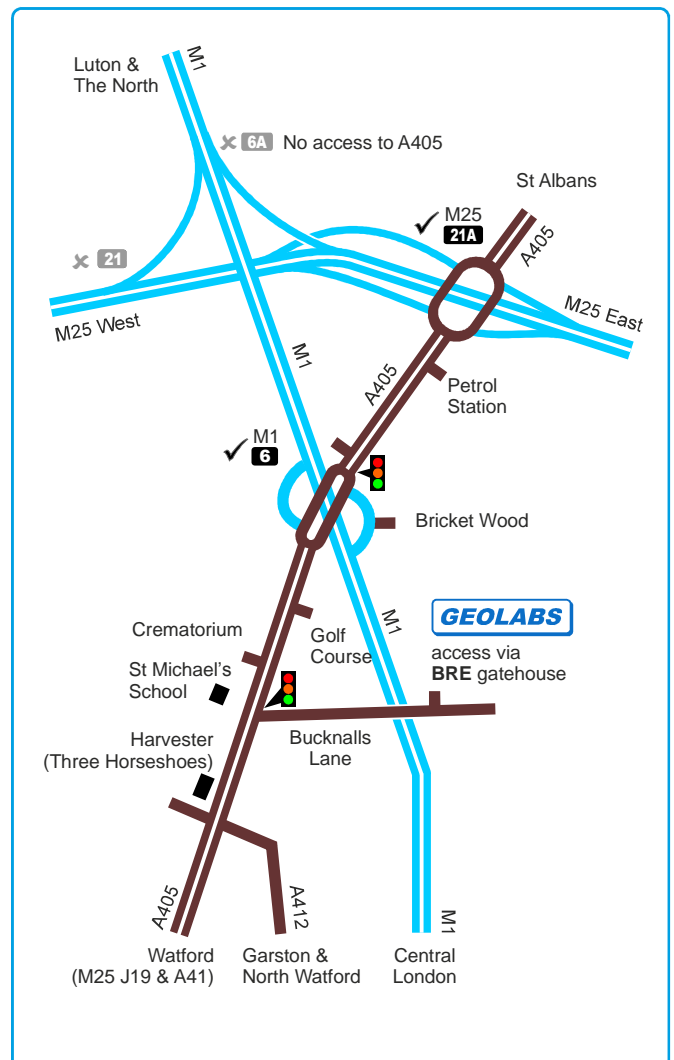 M1
Luton &
The North
6A No access to A405
St Albans
M25
21A
A405
21
M25 West
M25 East
M1
A405
Petrol
Station
M1
6
Bricket Wood
M1
GEOLABS
access via
BRE gatehouse
Crematorium
Golf
Course
St Michael's
School
Harvester
(Three Horseshoes)
Bucknalls
Lane
A405
A412
M1
Watford
(M25 J19 & A41)
Garston &
North Watford
Central
London